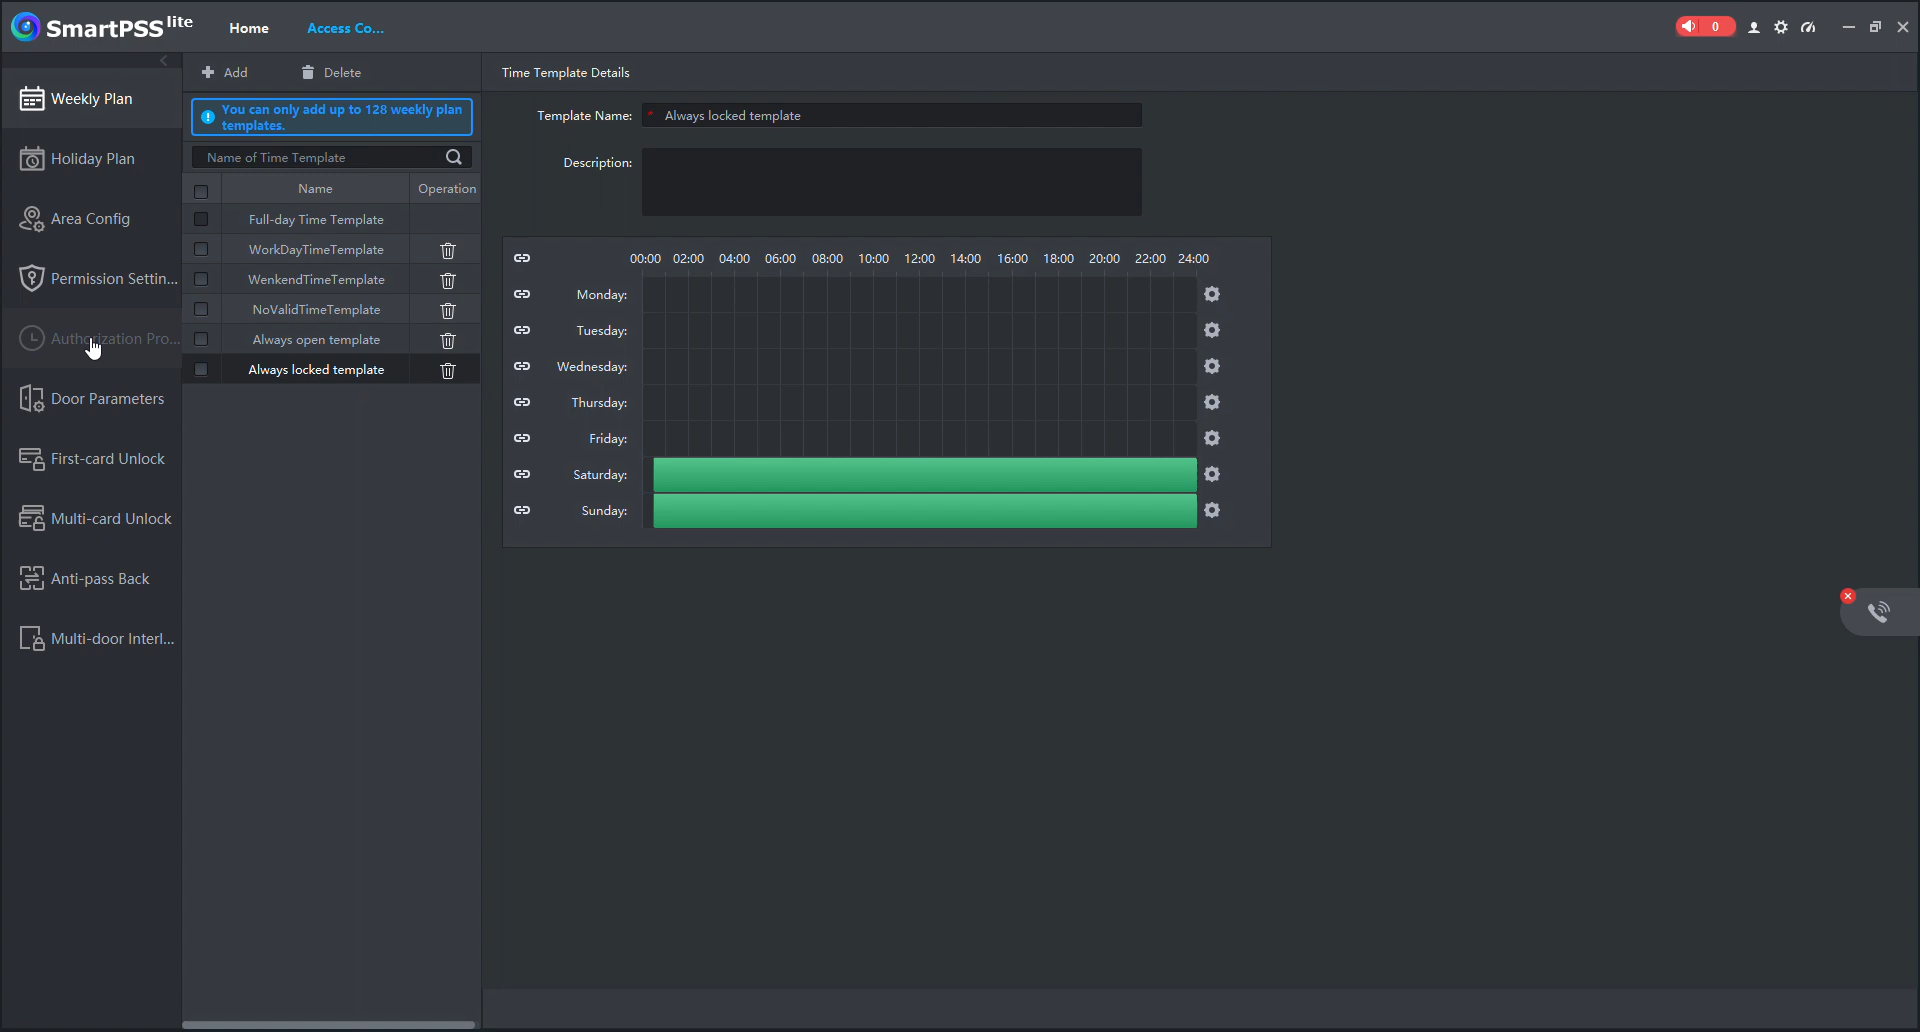 SmartPSS lite
Home
Access Co...
0
Weekly Plan
Holiday Plan
Area Config
Permission Settin...
Authorization Pro...
Door Parameters
First-card Unlock
Multi-card Unlock
Anti-pass Back
Multi-door Interl...
Add
Delete
You can only add up to 128 weekly plan
templates.
Name of Time Template
Name
Operation
Full-day Time Template
WorkDayTimeTemplate
WenkendTimeTemplate
NoValidTimeTemplate
Always open template
Always locked template
Time Template Details
Template Name: * Always locked template
Description:
00:00 02:00 04:00 06:00 08:00 10:00 12:00 14:00 16:00 18:00 20:00 22:00 24:00
Monday:
Tuesday:
Wednesday:
Thursday:
Friday:
Saturday:
Sunday: